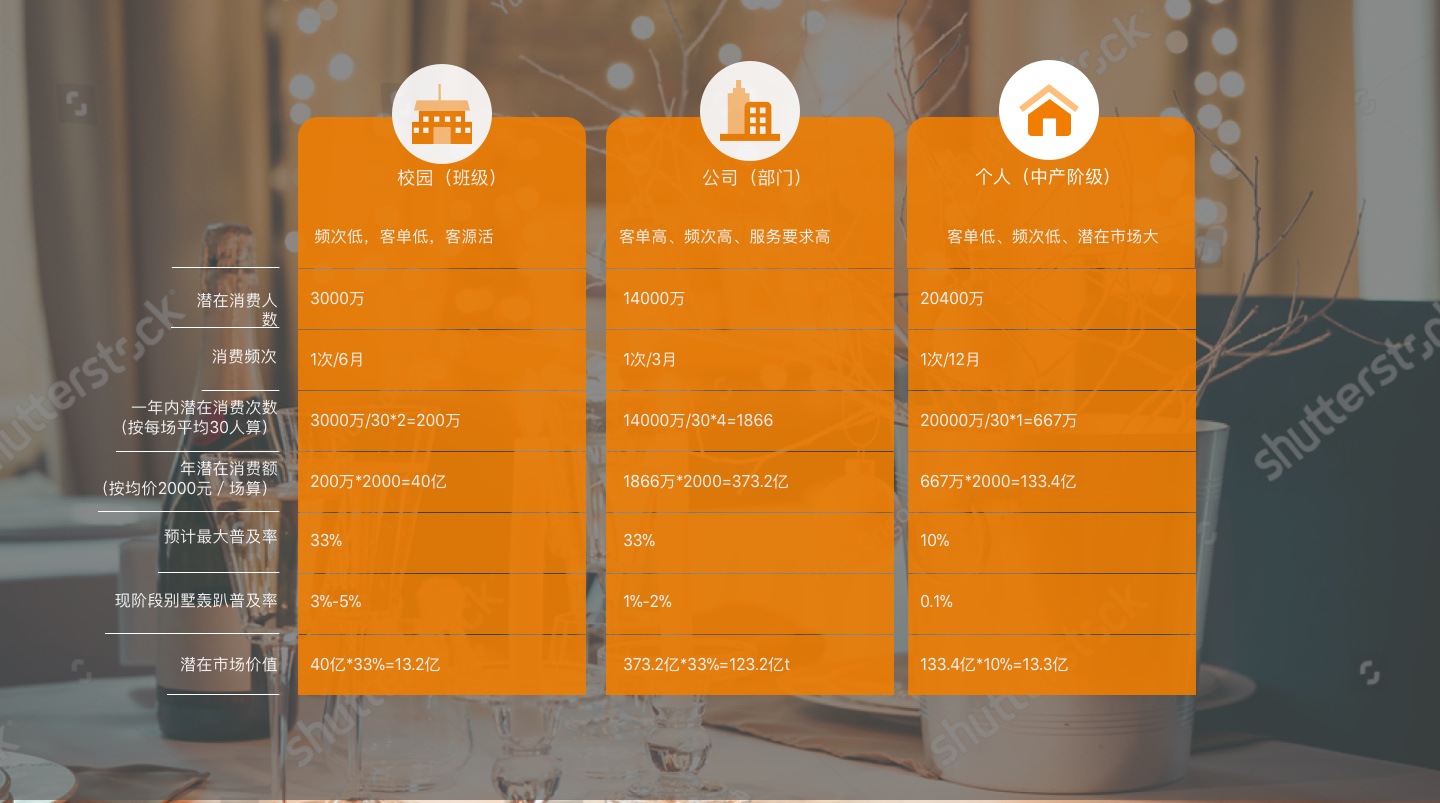 校园（班级）
公司（部门）
个人（中产阶级）
频次低，客单低，客源活
客单高、频次高、服务要求高
客单低、频次低、潜在市场大
潜在消费人
数
3000万
14000万
20400万
消费频次
1次/6月
1次/3月
1次/12月
一年内潜在消费次数
（按每场平均30人算）
3000万/30*2=200万
14000万/30*4=1866
20000万/30*1=667万
年潜在消费额
（按均价2000元 / 场算）
200万*2000=40亿
1866万*2000=373.2亿
667万*2000=133.4亿
预计最大普及率
33%
33%
10%
现阶段别墅轰趴普及率
3%-5%
1%-2%
0.1%
潜在市场价值
40亿*33%=13.2亿
373.2亿*33%=123.2亿t
133.4亿*10%=13.3亿
shutterstock
shutterstock
shutterstock
shutterstock